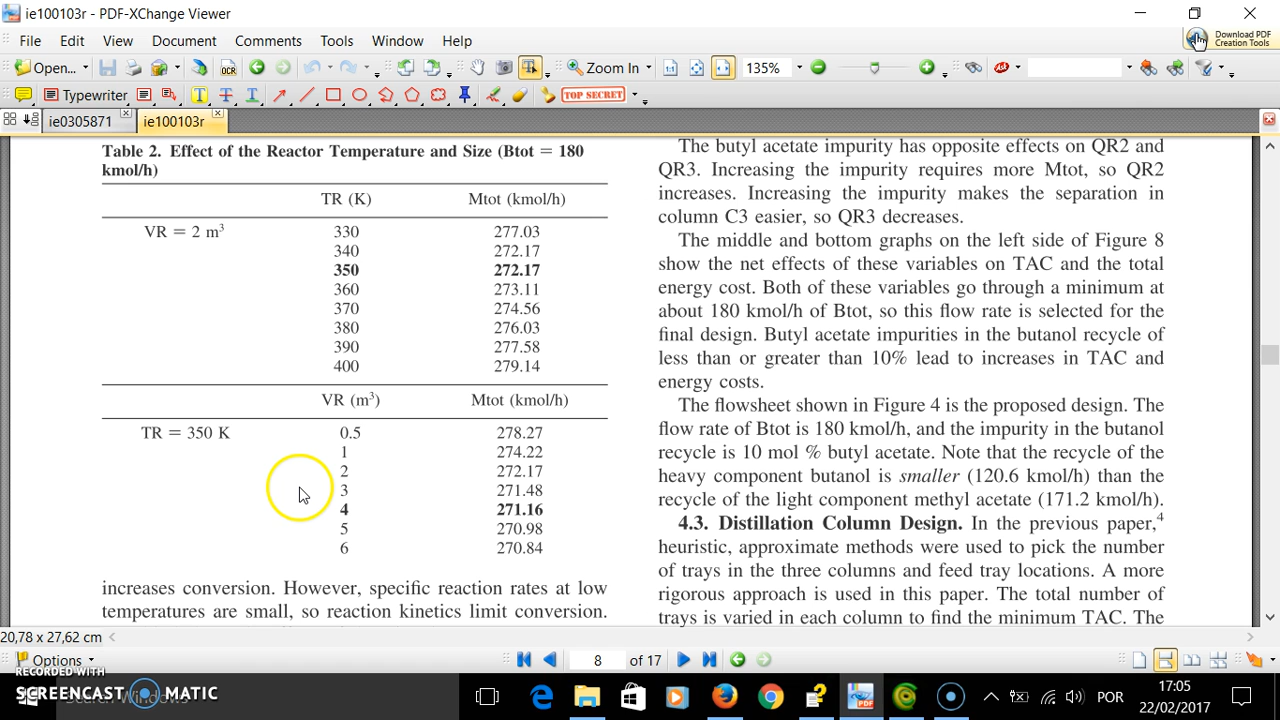 ie100103r - PDF-XChange Viewer
File Edit View Document Comments Tools Window Help
Download PDF
Creation Tools
Open... OCR Zoom In 135%
Typewriter TOP SECRET
ie0305871 ie100103r
Table 2. Effect of the Reactor Temperature and Size (Btot = 180
kmol/h)
TR (K) Mtot (kmol/h)
VR = 2 m³ 330 277.03
340 272.17
350 272.17
360 273.11
370 274.56
380 276.03
390 277.58
400 279.14
VR (m³) Mtot (kmol/h)
TR = 350 K 0.5 278.27
1 274.22
2 272.17
3 271.48
4 271.16
5 270.98
6 270.84
increases conversion. However, specific reaction rates at low
temperatures are small, so reaction kinetics limit conversion.
The butyl acetate impurity has opposite effects on QR2 and
QR3. Increasing the impurity requires more Mtot, so QR2
increases. Increasing the impurity makes the separation in
column C3 easier, so QR3 decreases.
The middle and bottom graphs on the left side of Figure 8
show the net effects of these variables on TAC and the total
energy cost. Both of these variables go through a minimum at
about 180 kmol/h of Btot, so this flow rate is selected for the
final design. Butyl acetate impurities in the butanol recycle of
less than or greater than 10% lead to increases in TAC and
energy costs.
The flowsheet shown in Figure 4 is the proposed design. The
flow rate of Btot is 180 kmol/h, and the impurity in the butanol
recycle is 10 mol % butyl acetate. Note that the recycle of the
heavy component butanol is smaller (120.6 kmol/h) than the
recycle of the light component methyl acetate (171.2 kmol/h).
4.3. Distillation Column Design. In the previous paper,⁴
heuristic, approximate methods were used to pick the number
of trays in the three columns and feed tray locations. A more
rigorous approach is used in this paper. The total number of
trays is varied in each column to find the minimum TAC. The
20,78 x 27,62 cm
Options 8 of 17
RECORDED WITH
SCREENCAST MATIC
Search Windows
POR
17:05
22/02/2017